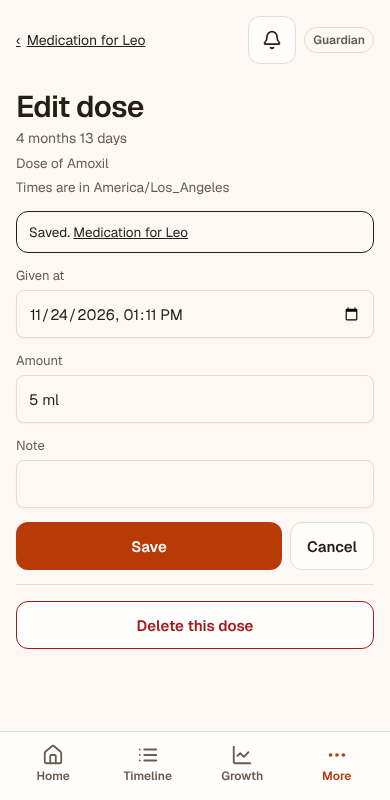 ‹ Medication for Leo
Guardian
Edit dose
4 months 13 days
Dose of Amoxil
Times are in America/Los_Angeles
Saved. Medication for Leo
Given at
11/24/2026, 01:11 PM
Amount
5 ml
Note
Save
Cancel
Delete this dose
Home
Timeline
Growth
More